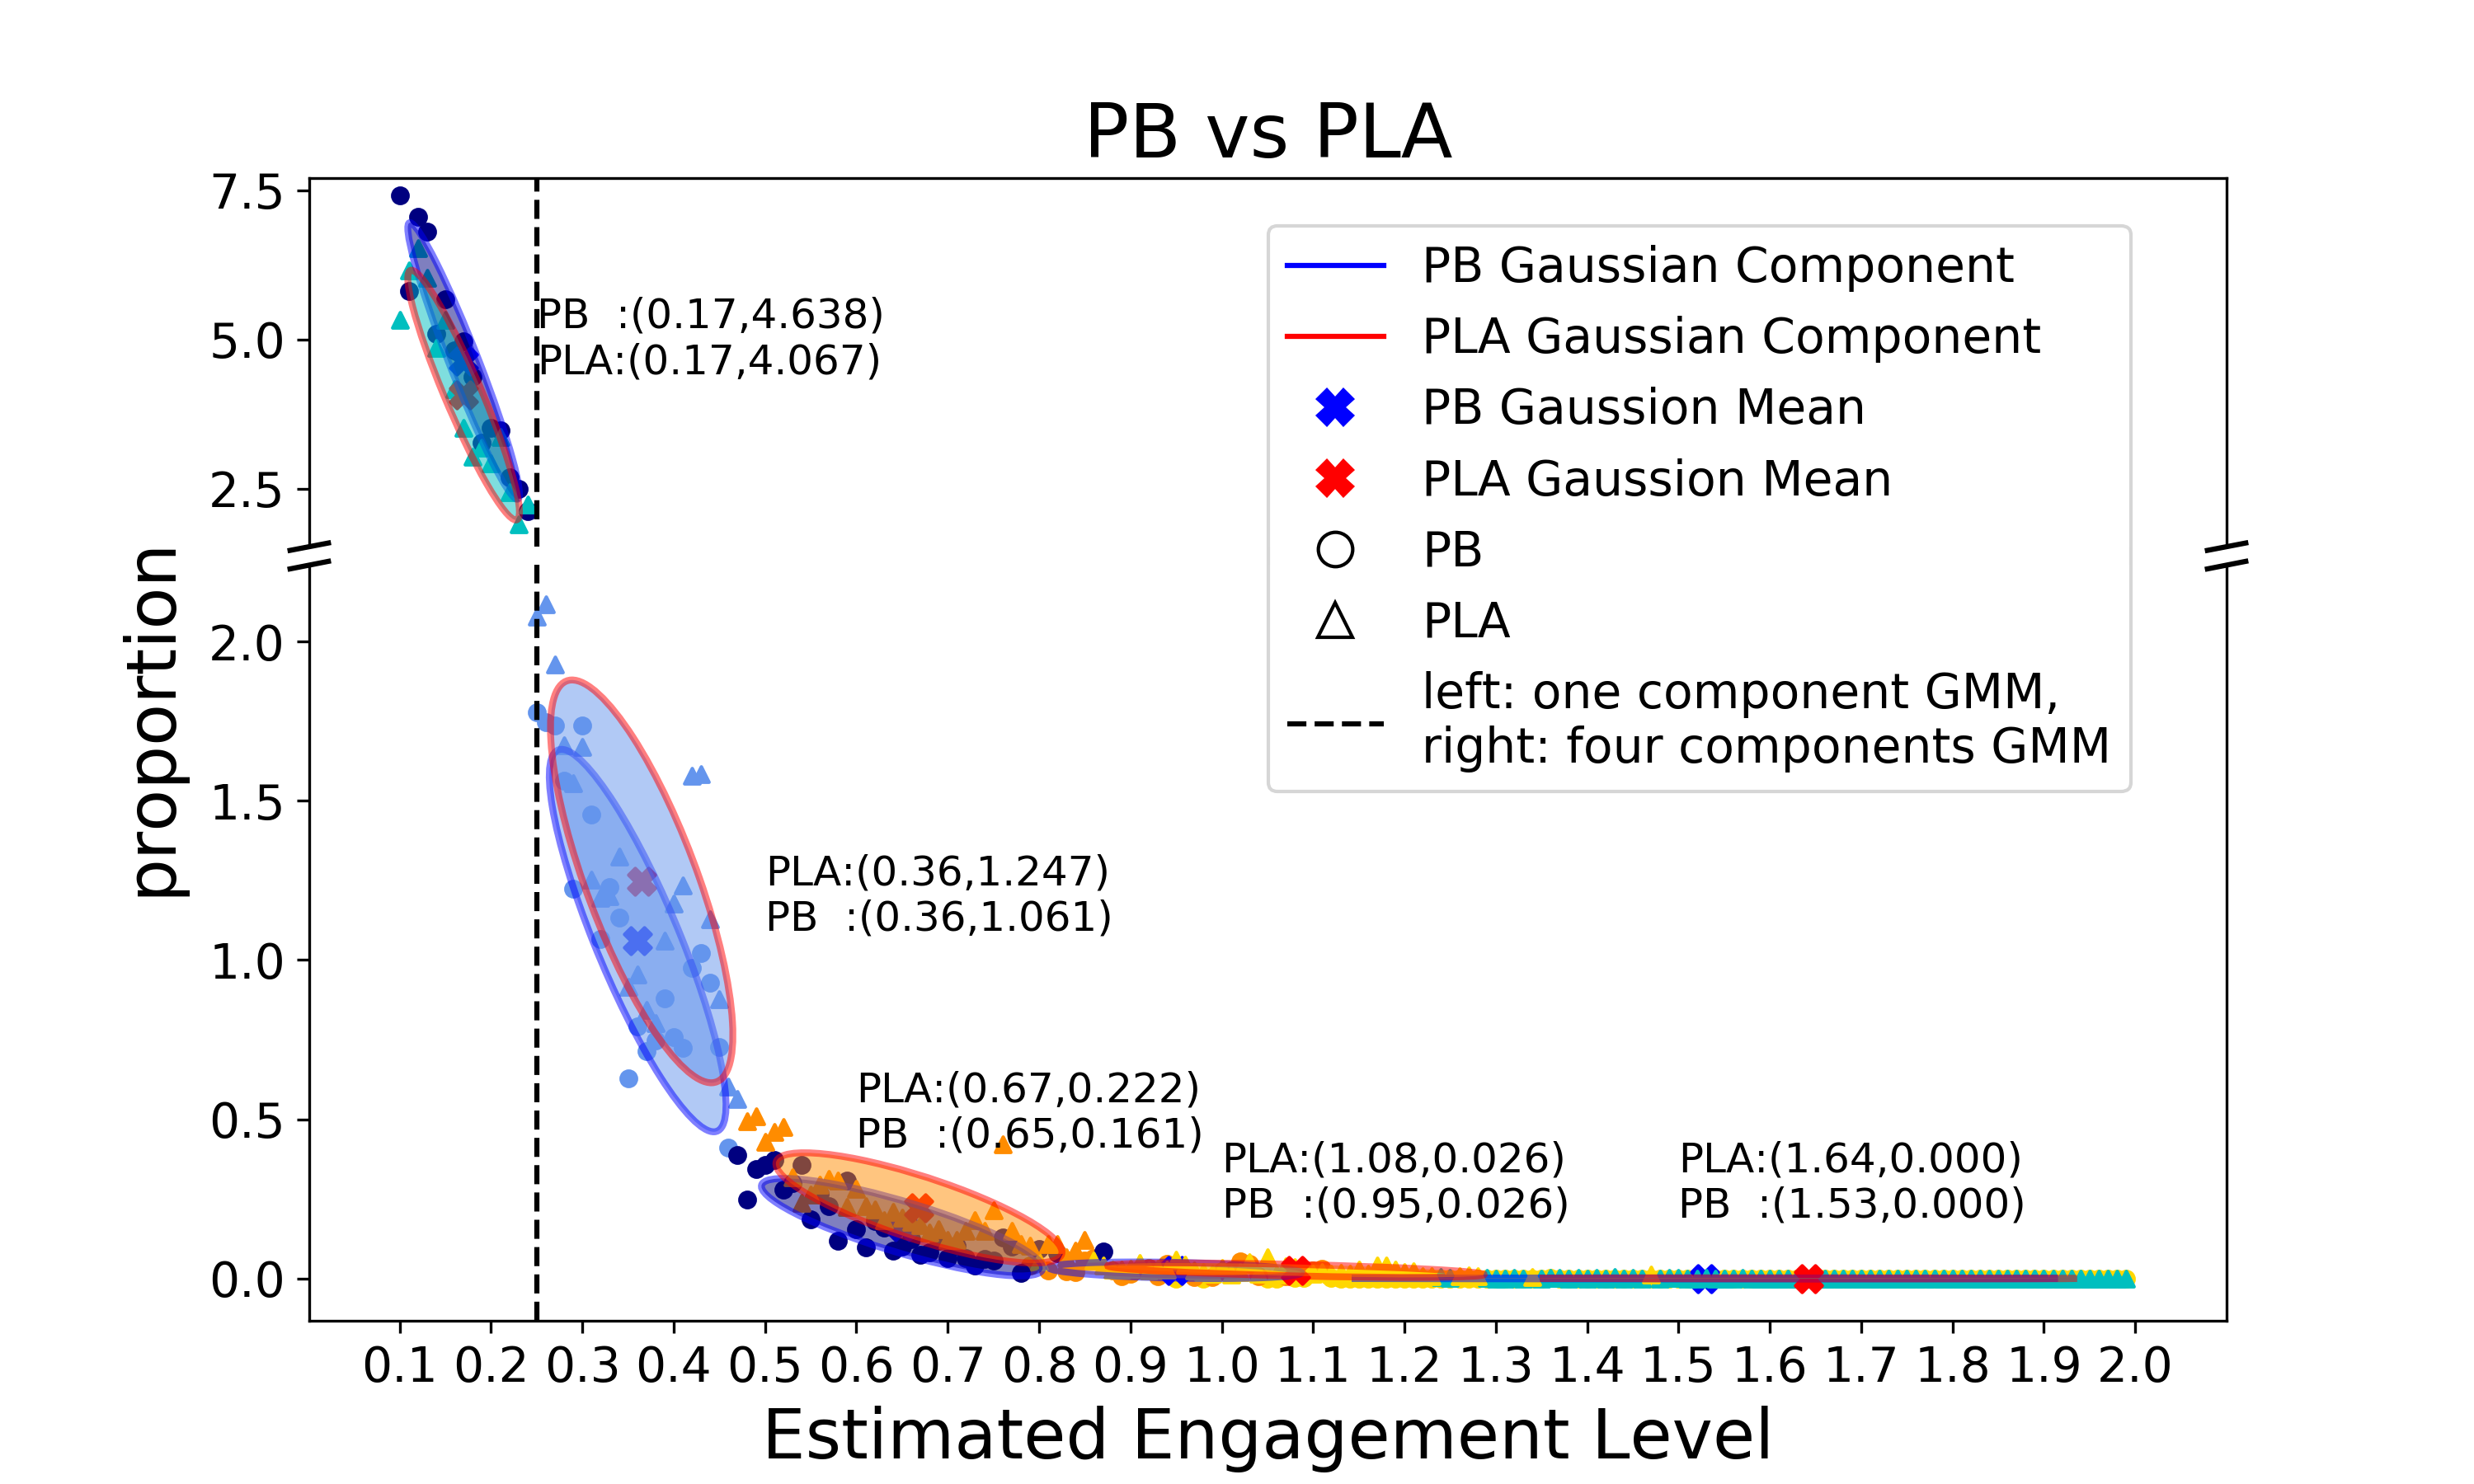 PB vs PLA
7.5
5.0
2.5
2.0
1.5
1.0
0.5
0.0
proportion
PB :(0.17,4.638)
PLA:(0.17,4.067)
PLA:(0.36,1.247)
PB :(0.36,1.061)
PLA:(0.67,0.222)
PB :(0.65,0.161)
PLA:(1.08,0.026)
PB :(0.95,0.026)
PLA:(1.64,0.000)
PB :(1.53,0.000)
PB Gaussian Component
PLA Gaussian Component
PB Gaussion Mean
PLA Gaussion Mean
PB
PLA
left: one component GMM,
right: four components GMM
0.1 0.2 0.3 0.4 0.5 0.6 0.7 0.8 0.9 1.0 1.1 1.2 1.3 1.4 1.5 1.6 1.7 1.8 1.9 2.0
Estimated Engagement Level